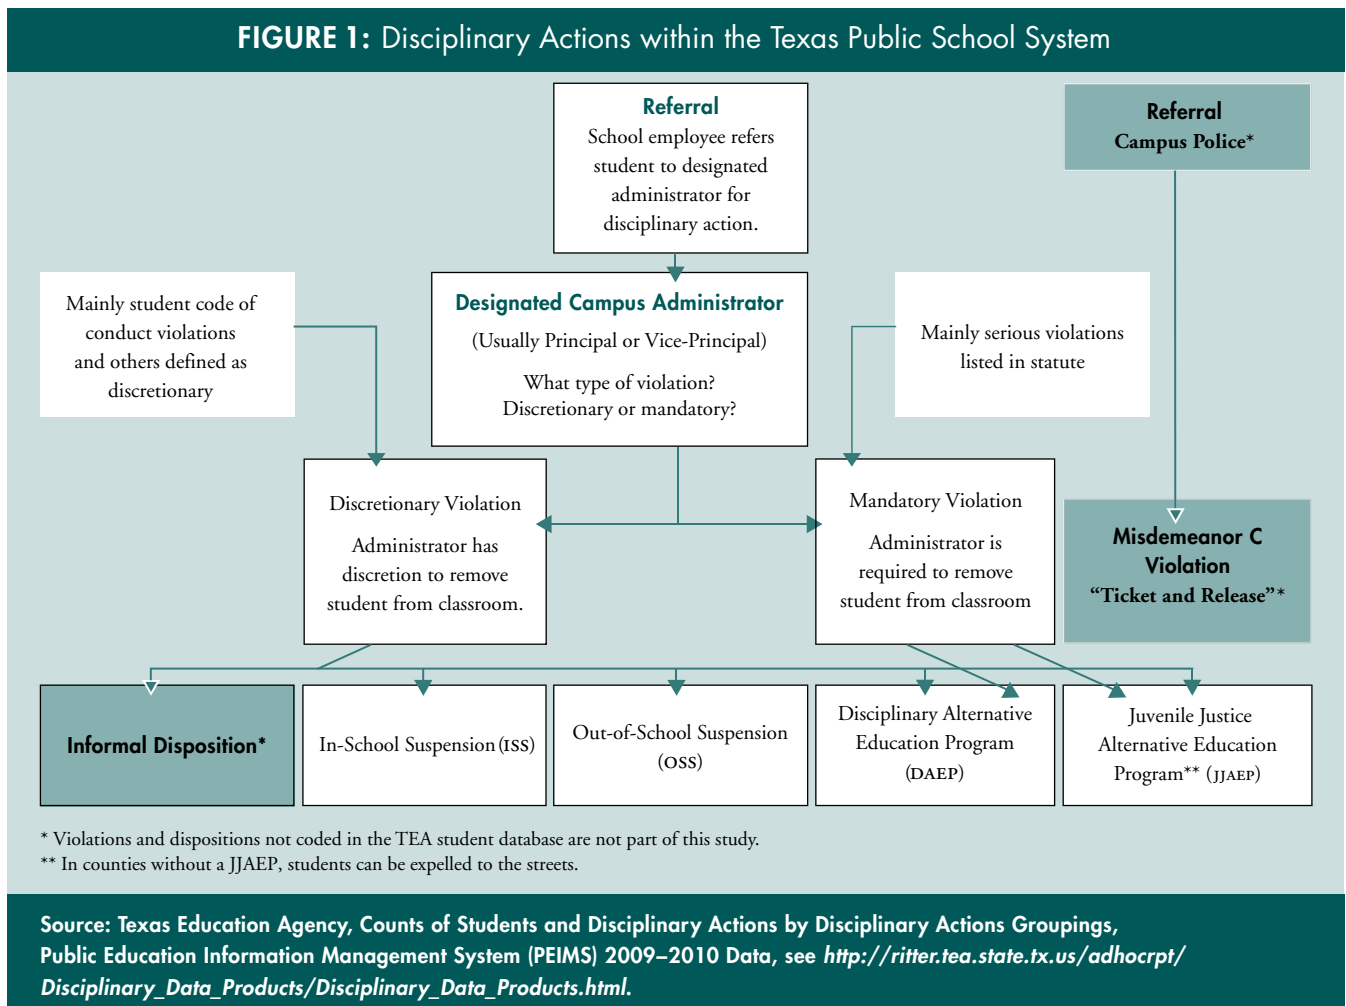 FIGURE 1: Disciplinary Actions within the Texas Public School System
Referral
School employee refers
student to designated
administrator for
disciplinary action.
Referral
Campus Police*
Mainly student code of
conduct violations
and others defined as
discretionary
Designated Campus Administrator
(Usually Principal or Vice-Principal)
What type of violation?
Discretionary or mandatory?
Mainly serious violations
listed in statute
Discretionary Violation
Administrator has
discretion to remove
student from classroom.
Mandatory Violation
Administrator is
required to remove
student from classroom
Misdemeanor C
Violation
“Ticket and Release”*
Informal Disposition*
In-School Suspension (ISS)
Out-of-School Suspension
(OSS)
Disciplinary Alternative
Education Program
(DAEP)
Juvenile Justice
Alternative Education
Program** (JJAEP)
* Violations and dispositions not coded in the TEA student database are not part of this study.
** In counties without a JJAEP, students can be expelled to the streets.
Source: Texas Education Agency, Counts of Students and Disciplinary Actions by Disciplinary Actions Groupings,
Public Education Information Management System (PEIMS) 2009–2010 Data, see http://ritter.tea.state.tx.us/adhocrpt/
Disciplinary_Data_Products/Disciplinary_Data_Products.html.